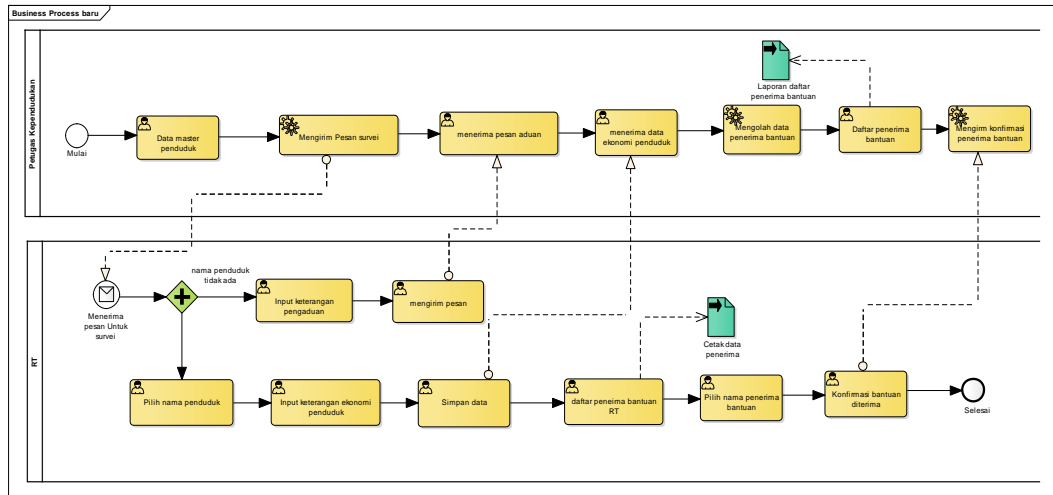 Business Process baru
Petugas Kependudukan
Mulai
Data master
penduduk
Mengirim Pesan survei
menerima pesan aduan
menerima data
ekonomi penduduk
Mengolah data
penerima bantuan
Laporan daftar
penerima bantuan
Daftar penerima
bantuan
Mengim konfirmasi
penerima bantuan
RT
Menerima
pesan Untuk
survei
nama penduduk
tidak ada
Input keterangan
pengaduan
mengirim pesan
Cetak data
penerima
Pilih nama penduduk
Input keterangan ekonomi
penduduk
Simpan data
daftar peneima bantuan
RT
Pilih nama penerima
bantuan
Konfirmasi bantuan
diterima
Selesai